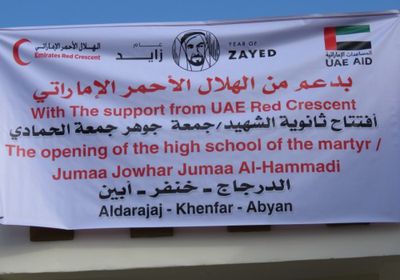 الهلال الأحمر الإماراتي
Emirates Red Crescent
عام
زايد
YEAR OF
ZAYED
المساعدات الإماراتية
UAE AID
بدعم من الهلال الأحمر الإماراتي
With The support from UAE Red Crescent
أفتتاح ثانوية الشهيد/جمعة جوهر جمعة الحمادي
The opening of the high school of the martyr /
Jumaa Jowhar Jumaa Al-Hammadi
الدرجاج - خنفر - أبين
Aldarajaj - Khenfar - Abyan